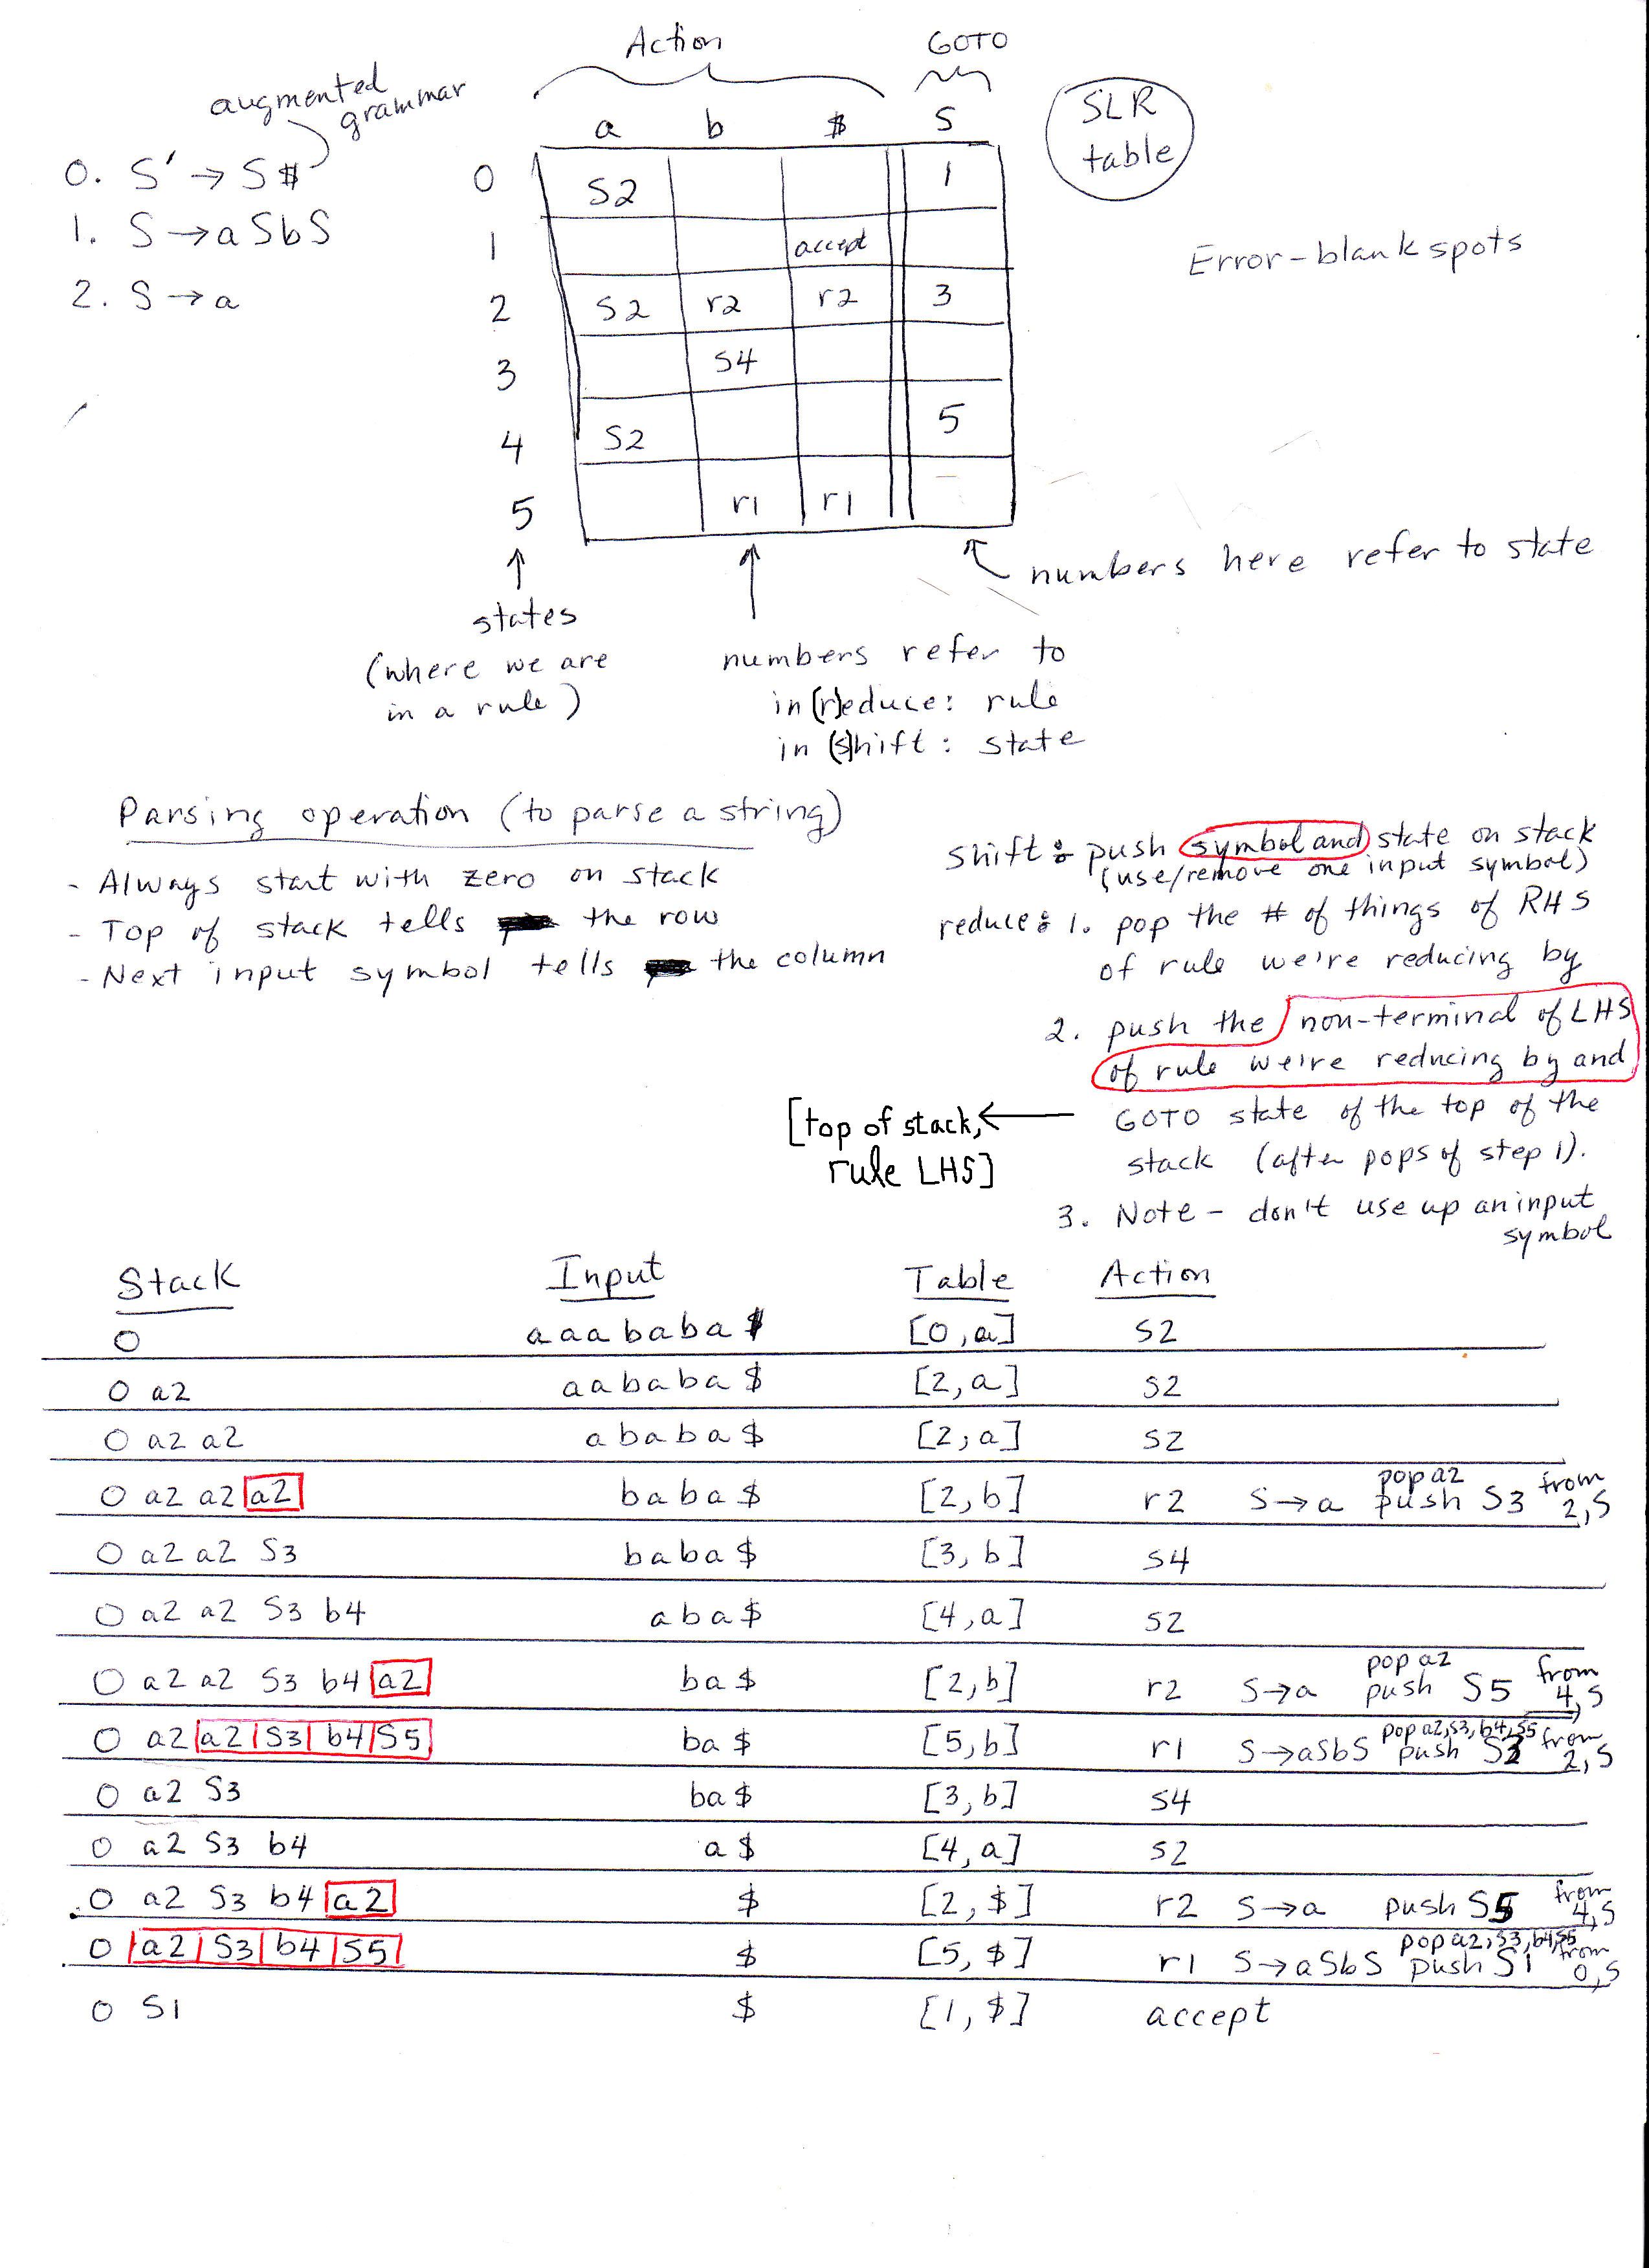 Action GOTO
augmented grammar
SLR table
a b $ S
0. S' → S$
1. S → aSbS
2. S → a
0 S2 1
1 accept
2 S2 r2 r2 3
3 S4
4 S2 5
5 r1 r1
Error - blank spots
numbers here refer to state
states
(where we are
in a rule)
numbers refer to
in (r)educe: rule
in (s)hift: state
Parsing operation (to parse a string)
- Always start with zero on stack
- Top of stack tells the row
- Next input symbol tells the column
shift: push symbol and state on stack
(use/remove one input symbol)
reduce: 1. pop the # of things of RHS
of rule we're reducing by
2. push the non-terminal of LHS
of rule we're reducing by and
GOTO state of the top of the
stack (after pops of step 1).
[top of stack,
rule LHS]
3. Note - don't use up an input
symbol
Stack Input Table Action
0 aaababa$ [0,a] S2
0 a2 aababa$ [2,a] S2
0 a2 a2 ababa$ [2,a] S2
0 a2 a2 a2 baba$ [2,b] r2 S→a pop a2 push S3 from 2,S
0 a2 a2 S3 baba$ [3,b] S4
0 a2 a2 S3 b4 aba$ [4,a] S2
0 a2 a2 S3 b4 a2 ba$ [2,b] r2 S→a pop a2 push S5 from 4,S
0 a2 a2 S3 b4 S5 ba$ [5,b] r1 S→aSbS pop a2,S3,b4,S5 push S3 from 2,S
0 a2 S3 ba$ [3,b] S4
0 a2 S3 b4 a$ [4,a] S2
0 a2 S3 b4 a2 $ [2,$] r2 S→a push S5 from 4,S
0 a2 S3 b4 S5 $ [5,$] r1 S→aSbS pop a2,S3,b4,S5 push S1 from 0,S
0 S1 $ [1,$] accept